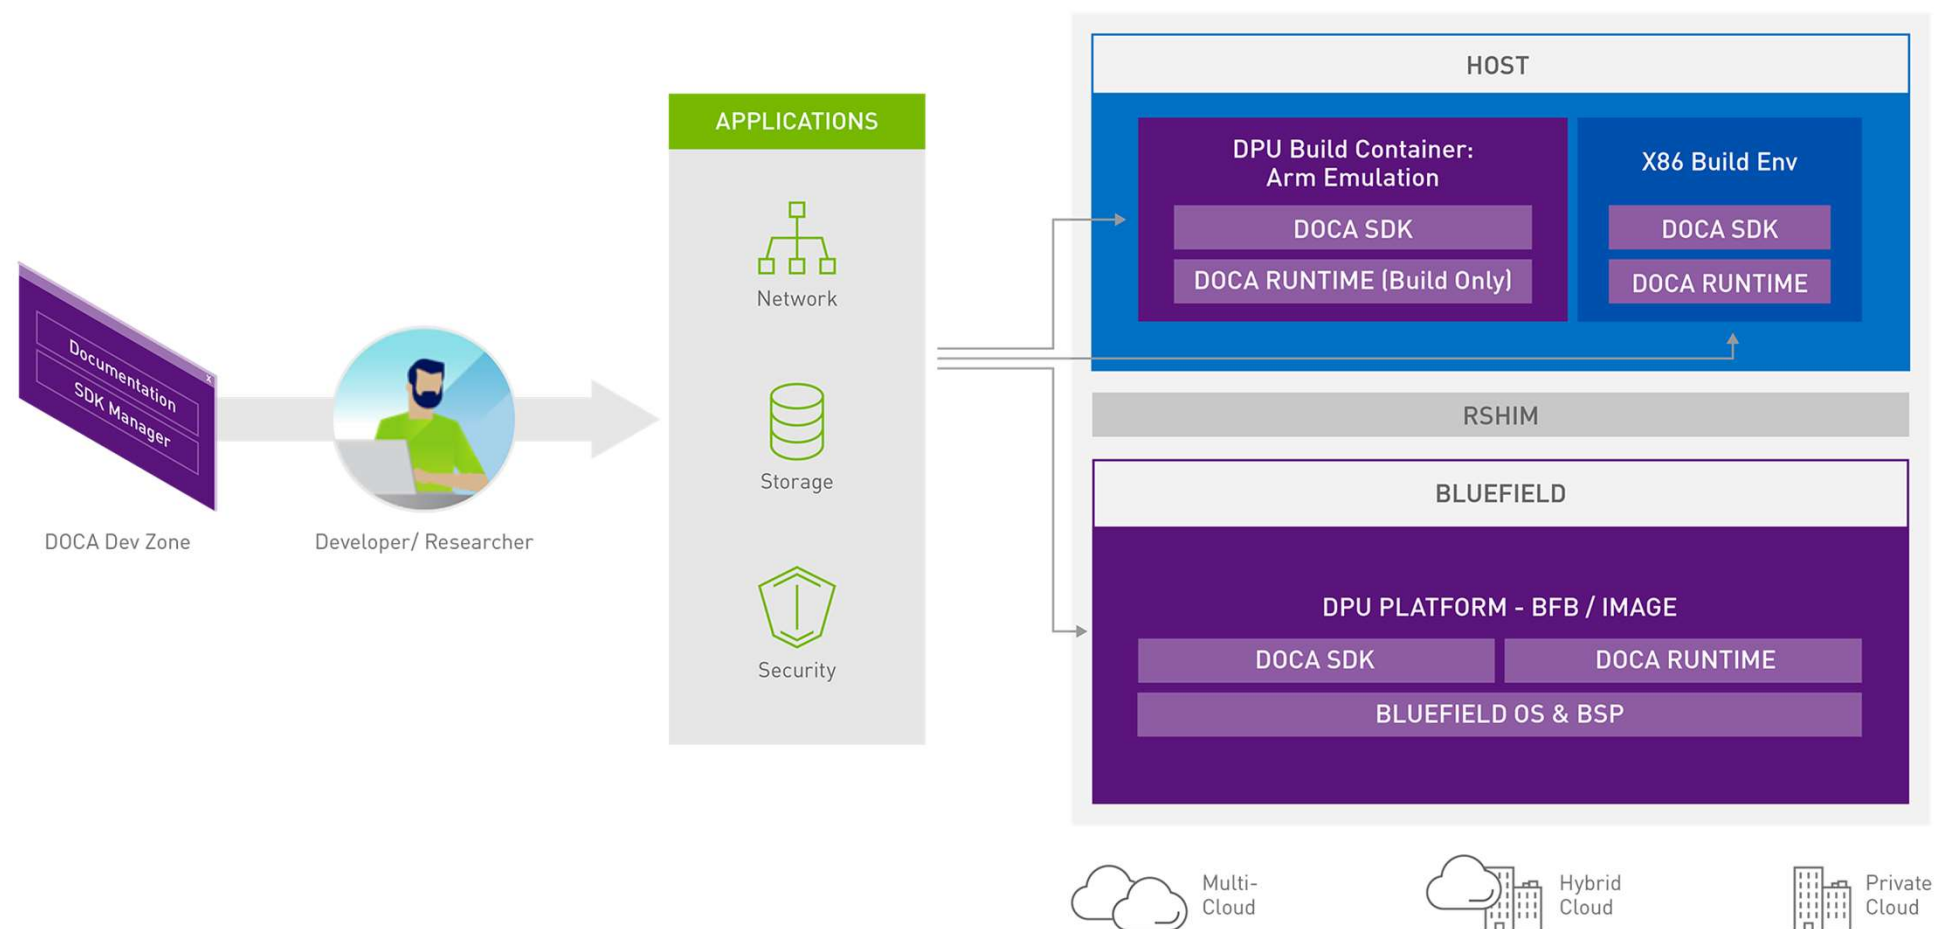 Documentation
SDK Manager
x
DOCA Dev Zone
Developer/ Researcher
APPLICATIONS
Network
Storage
Security
HOST
DPU Build Container:
Arm Emulation
DOCA SDK
DOCA RUNTIME (Build Only)
X86 Build Env
DOCA SDK
DOCA RUNTIME
RSHIM
BLUEFIELD
DPU PLATFORM - BFB / IMAGE
DOCA SDK
DOCA RUNTIME
BLUEFIELD OS & BSP
Multi-
Cloud
Hybrid
Cloud
Private
Cloud